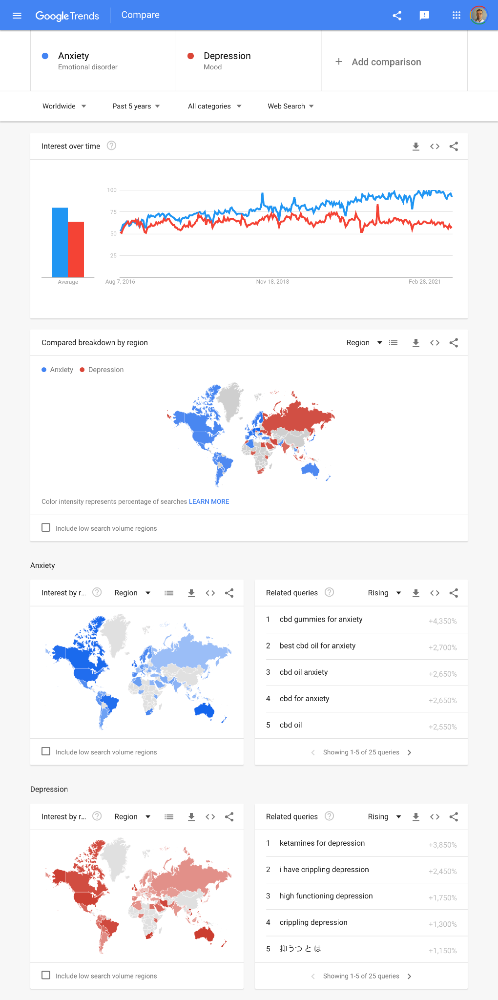 Google Trends
Compare
Anxiety
Emotional disorder
Depression
Mood
+ Add comparison
Worldwide
Past 5 years
All categories
Web Search
Interest over time
100
75
50
25
Average
Aug 7, 2016
Nov 18, 2018
Feb 28, 2021
Compared breakdown by region
Region
Anxiety
Depression
Color intensity represents percentage of searches LEARN MORE
Include low search volume regions
Anxiety
Interest by r...
Region
Include low search volume regions
Related queries
Rising
1 cbd gummies for anxiety +4,350%
2 best cbd oil for anxiety +2,700%
3 cbd oil anxiety +2,650%
4 cbd for anxiety +2,650%
5 cbd oil +2,550%
Showing 1-5 of 25 queries
Depression
Interest by r...
Region
Include low search volume regions
Related queries
Rising
1 ketamines for depression +3,850%
2 i have crippling depression +2,450%
3 high functioning depression +1,750%
4 crippling depression +1,300%
5 抑うつ と は +1,150%
Showing 1-5 of 25 queries